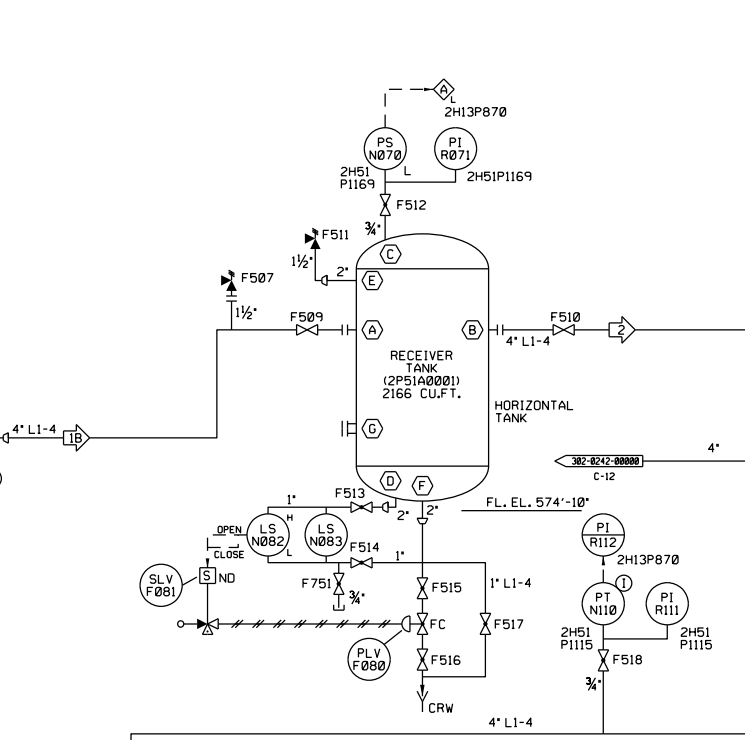 A
L
2H13P870
PS
N070
L
PI
R071
2H51
P1169
2H51P1169
F512
3/4"
F511
1½"
2"
C
E
F507
1½"
F509
A
B
F510
4" L1-4
2
RECEIVER
TANK
(2P51A0001)
2166 CU.FT.
HORIZONTAL
TANK
4" L1-4
1B
G
302-0242-00000
C-12
4"
D
F
F513
1"
2"
2"
FL. EL. 574'-10"
OPEN
CLOSE
LS
N082
H
L
LS
N083
F514
1"
PI
R112
2H13P870
SLV
F081
S
ND
F751
3/4"
F515
1" L1-4
I
PT
N110
PI
R111
FC
F517
2H51
P1115
2H51
P1115
PLV
F080
F516
F518
3/4"
CRW
4" L1-4